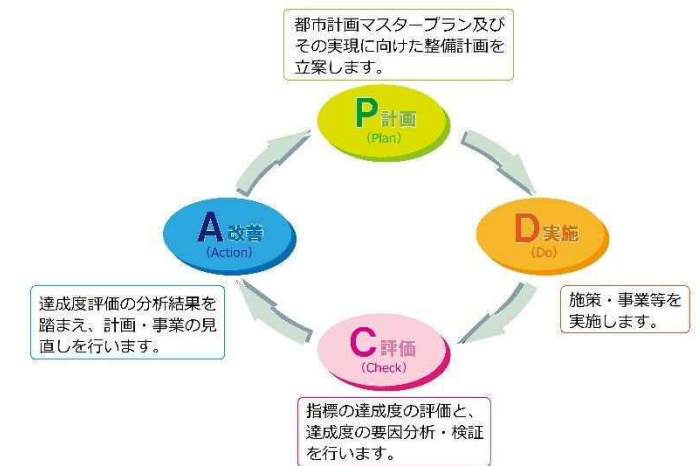 都市計画マスタープラン及び
その実現に向けた整備計画を
立案します。
P計画
(Plan)
D実施
(Do)
施策・事業等を
実施します。
C評価
(Check)
指標の達成度の評価と、
達成度の要因分析・検証
を行います。
A改善
(Action)
達成度評価の分析結果を
踏まえ、計画・事業の見
直しを行います。